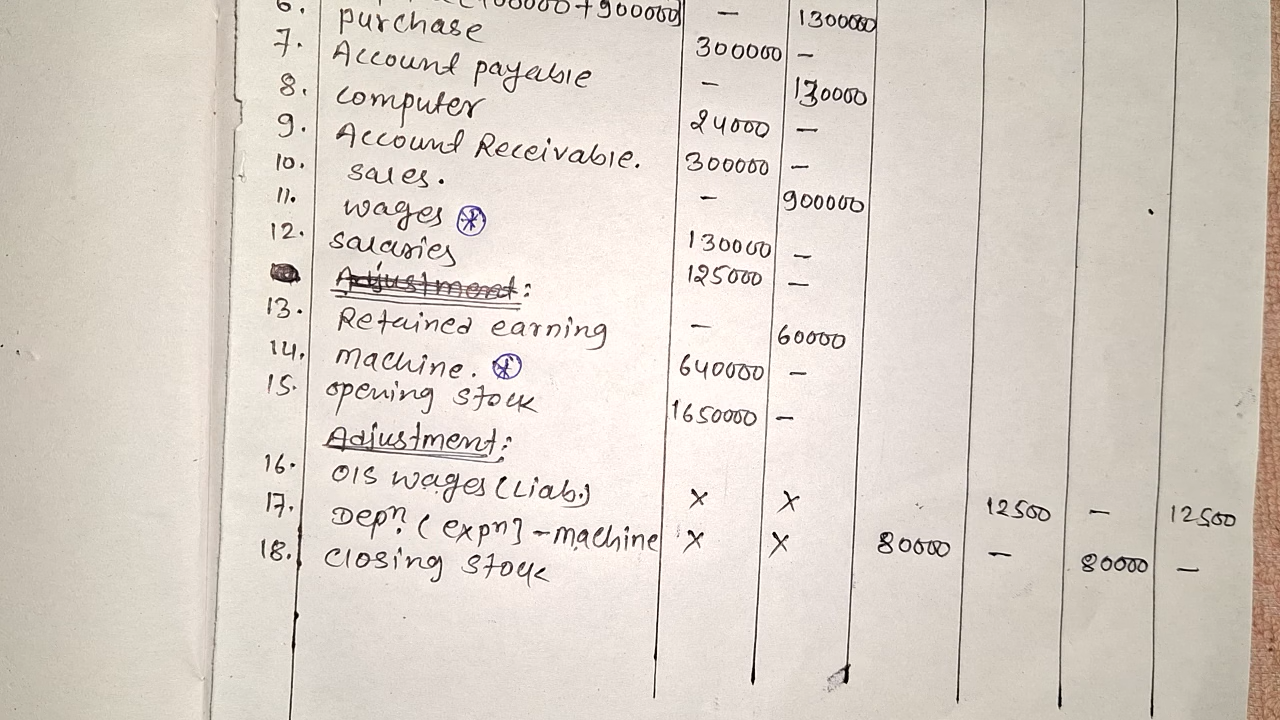 6. 00000+900000) — 1300000
7. purchase 300000 —
8. Account payable — 130000
9. computer 24000 —
10. Account Receivable. 300000 —
11. sales. — 900000
12. wages * 130000 —
salaries 125000 —
Adjustment:
13. Retained earning — 60000
14. machine. * 640000 —
15. opening stock 1650000 —
Adjustment:
16. O/S wages (Liab.) × × 12500 — 12500
17. Depn. (expn) - machine × × 80000 — 80000 —
18. closing stock